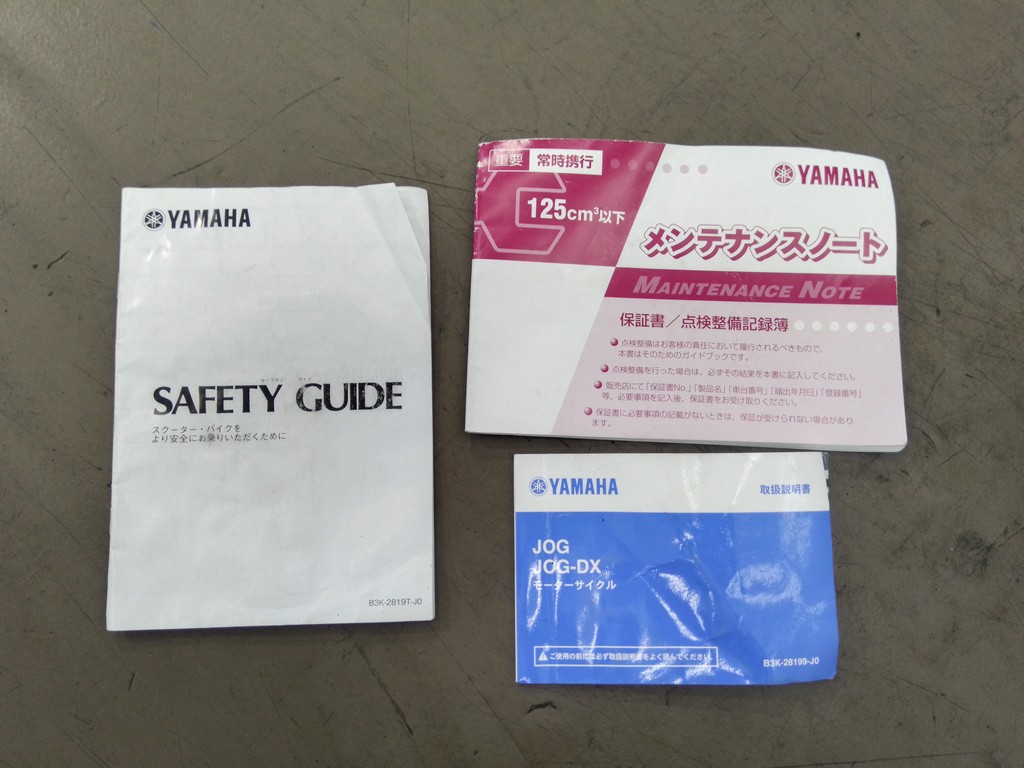 YAMAHA
セーフティ ガイド
SAFETY GUIDE
スクーター・バイクを
より安全にお乗りいただくために
B3K-2819T-J0
重要 常時携行
YAMAHA
125cm³以下
メンテナンスノート
MAINTENANCE NOTE
保証書／点検整備記録簿
●点検整備はお客様の責任において履行されるべきもので、
本書はそのためのガイドブックです。
●点検整備を行った場合は、必ずその結果を本書に記入してください。
●販売店にて「保証書No.」「製品名」「車台番号」「届出年月日」「登録番号」
等、必要事項を記入後、保証書をお受け取りください。
●保証書に必要事項の記載がないときは、保証が受けられない場合があり
ます。
YAMAHA
取扱説明書
JOG
JOG-DX
モーターサイクル
ご使用の前には必ず取扱説明書をよく読んでください。
B3K-28199-J0